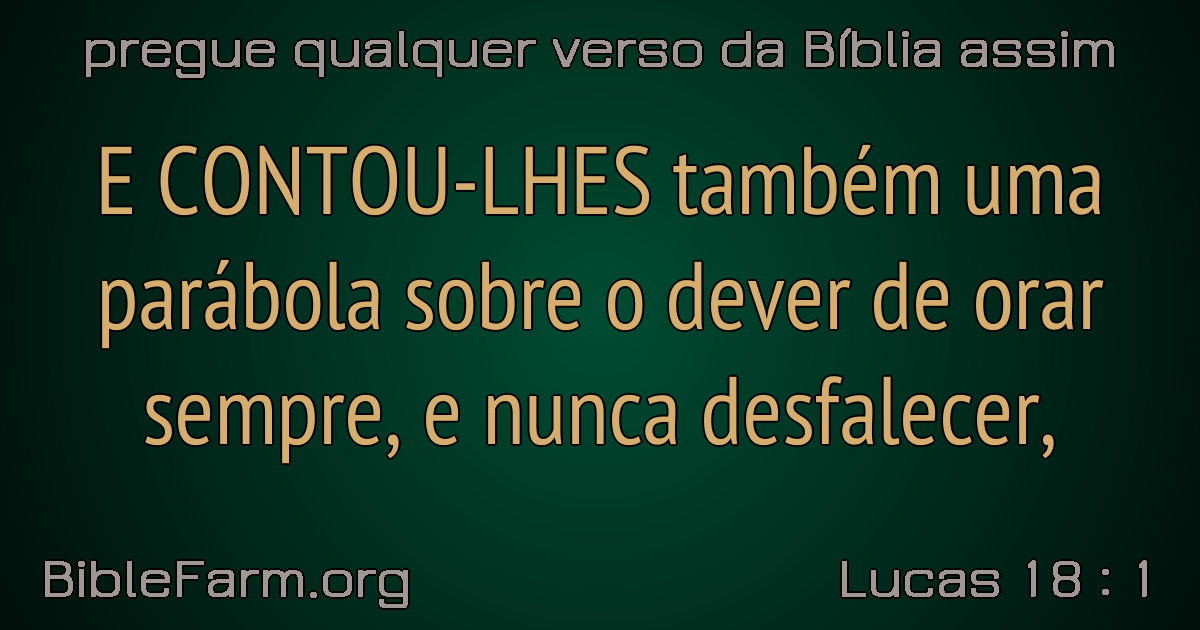 pregue qualquer verso da Bíblia assim
E CONTOU-LHES também uma
parábola sobre o dever de orar
sempre, e nunca desfalecer,
BibleFarm.org
Lucas 18 : 1